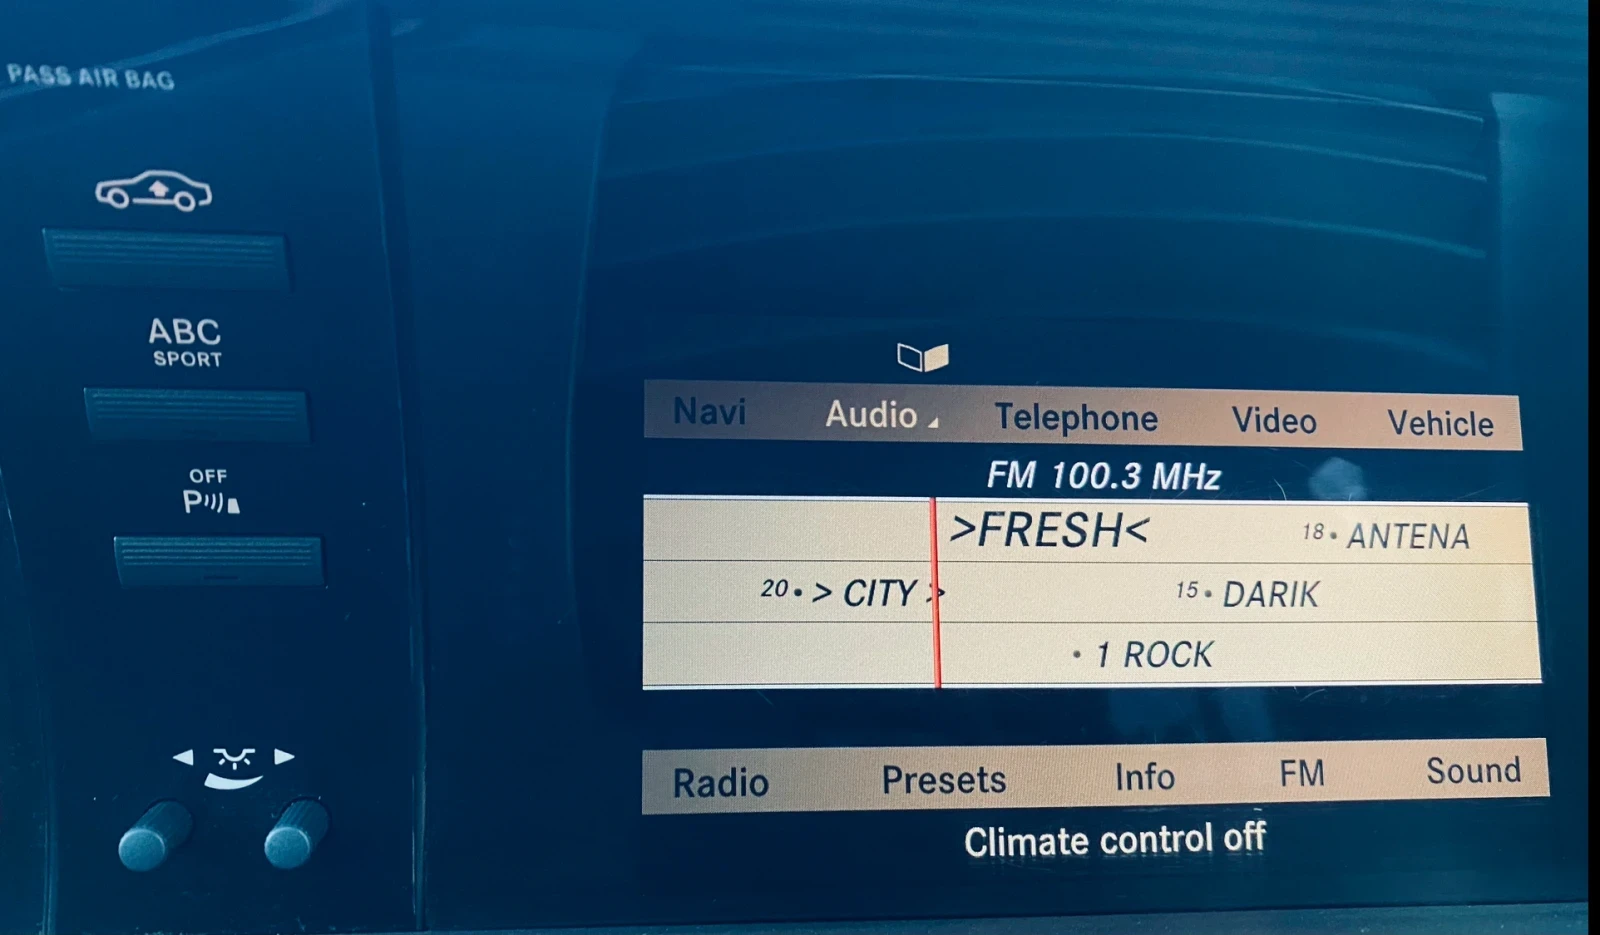 PASS AIR BAG
ABC
SPORT
OFF
P
Navi Audio Telephone Video Vehicle
FM 100.3 MHz
>FRESH< 18• ANTENA
20• > CITY > 15• DARIK
• 1 ROCK
Radio Presets Info FM Sound
Climate control off